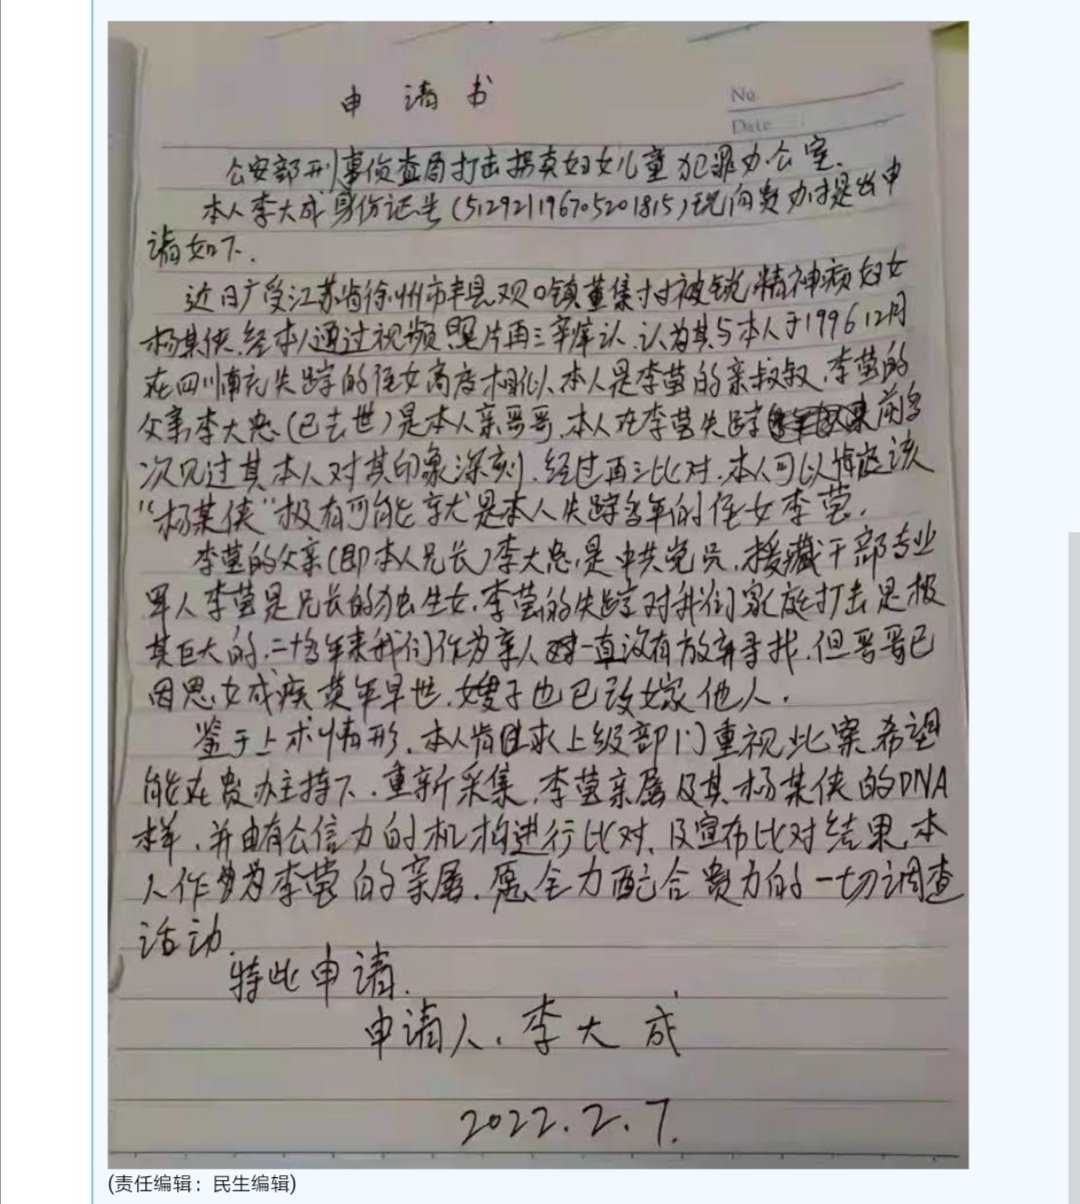 申 请 书
No
Date
公安部刑事侦查局打击拐卖妇女儿童犯罪办公室.
本人李大成身份证号(512921196705201815)现向贵办提出申
请如下.
近日广受江苏省徐州市丰县欢口镇董集村被锁精神病妇女
杨某侠.经本人通过视频照片再三辨认.认为其与本人于1996 12月
在四川南充失踪的侄女高度相似.本人是李莹的亲叔叔.李莹的
父亲李大忠(已去世)是本人亲哥哥.本人在李莹失踪前多
次见过其本人对其印象深刻.经过再三比对.本人可以怀疑该
"杨某侠"极有可能就是本人失踪多年的侄女李莹.
李莹的父亲(即本人兄长)李大忠.是中共党员.援藏干部专业
军人李莹是兄长的独生女.李莹的失踪对我们家庭打击是极
其巨大的.二十多年来我们作为亲人一直没有放弃寻找.但哥哥已
因思女成疾英年早世.嫂子也已改嫁他人.
鉴于上术情形.本人肯且求上级部门重视此案希望
能在贵办主持下.重新采集.李莹亲属及其杨某侠的DNA
样.并由有公信力的机构进行比对.及宣布比对结果.本
人作为李莹的亲属.愿全力配合贵方的一切调查
活动.
特此申请.
申请人.李大成
2022.2.7.
(责任编辑：民生编辑)